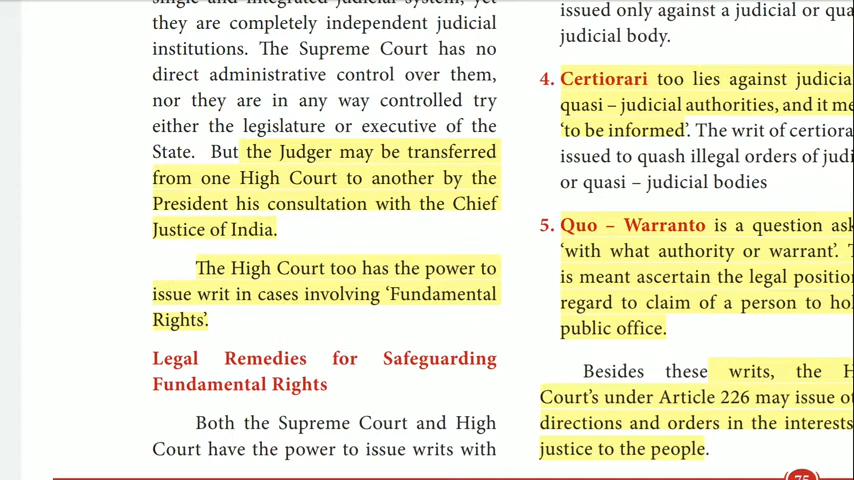 single and integrated judicial system, yet
they are completely independent judicial
institutions. The Supreme Court has no
direct administrative control over them,
nor they are in any way controlled try
either the legislature or executive of the
State. But the Judger may be transferred
from one High Court to another by the
President his consultation with the Chief
Justice of India.
The High Court too has the power to
issue writ in cases involving ‘Fundamental
Rights’.
Legal Remedies for Safeguarding
Fundamental Rights
Both the Supreme Court and High
Court have the power to issue writs with
issued only against a judicial or qua
judicial body.
4. Certiorari too lies against judicia
quasi – judicial authorities, and it me
‘to be informed’. The writ of certiora
issued to quash illegal orders of judi
or quasi – judicial bodies
5. Quo – Warranto is a question ask
‘with what authority or warrant’. T
is meant ascertain the legal position
regard to claim of a person to hol
public office.
Besides these writs, the H
Court’s under Article 226 may issue ot
directions and orders in the interests
justice to the people.
75